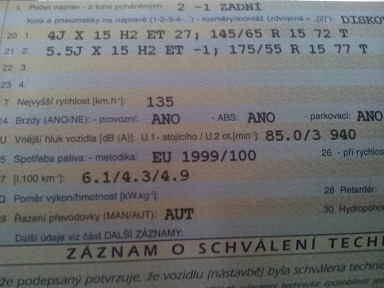 L Počet náprav - z toho poháněných: 2 -1 ZADNÍ
Kola a pneumatiky na nápravě (1-2-3-4-...) - rozměry/montáž (zdvojená = „[2]"). DISKO
20 1. 4J X 15 H2 ET 27; 145/65 R 15 72 T
21 2. 5.5J X 15 H2 ET -1; 175/55 R 15 77 T
22 3.
23 4.
T Nejvyšší rychlost [km.h⁻¹]: 135
24 Brzdy (ANO/NE): - provozní: ANO - ABS: ANO - parkovací: ANO
U Vnější hluk vozidla [dB (A)]: U.1 - stojícího / U.2 ot.[min⁻¹]: 85.0/3 940
25 Spotřeba paliva: - metodika: EU 1999/100 26 - při rychlos
27 [l.100 km⁻¹]: 6.1/4.3/4.9
Q Poměr výkon/hmotnost [kW.kg⁻¹]: 28 Retardér:
29 Řazení převodovky (MAN/AUT): AUT 30 Hydropoho
Další údaje viz část DALŠÍ ZÁZNAMY:
ZÁZNAM O SCHVÁLENÍ TECHN
že podepsaný potvrzuje, že vozidlu (nástavbě) byla schválena technic